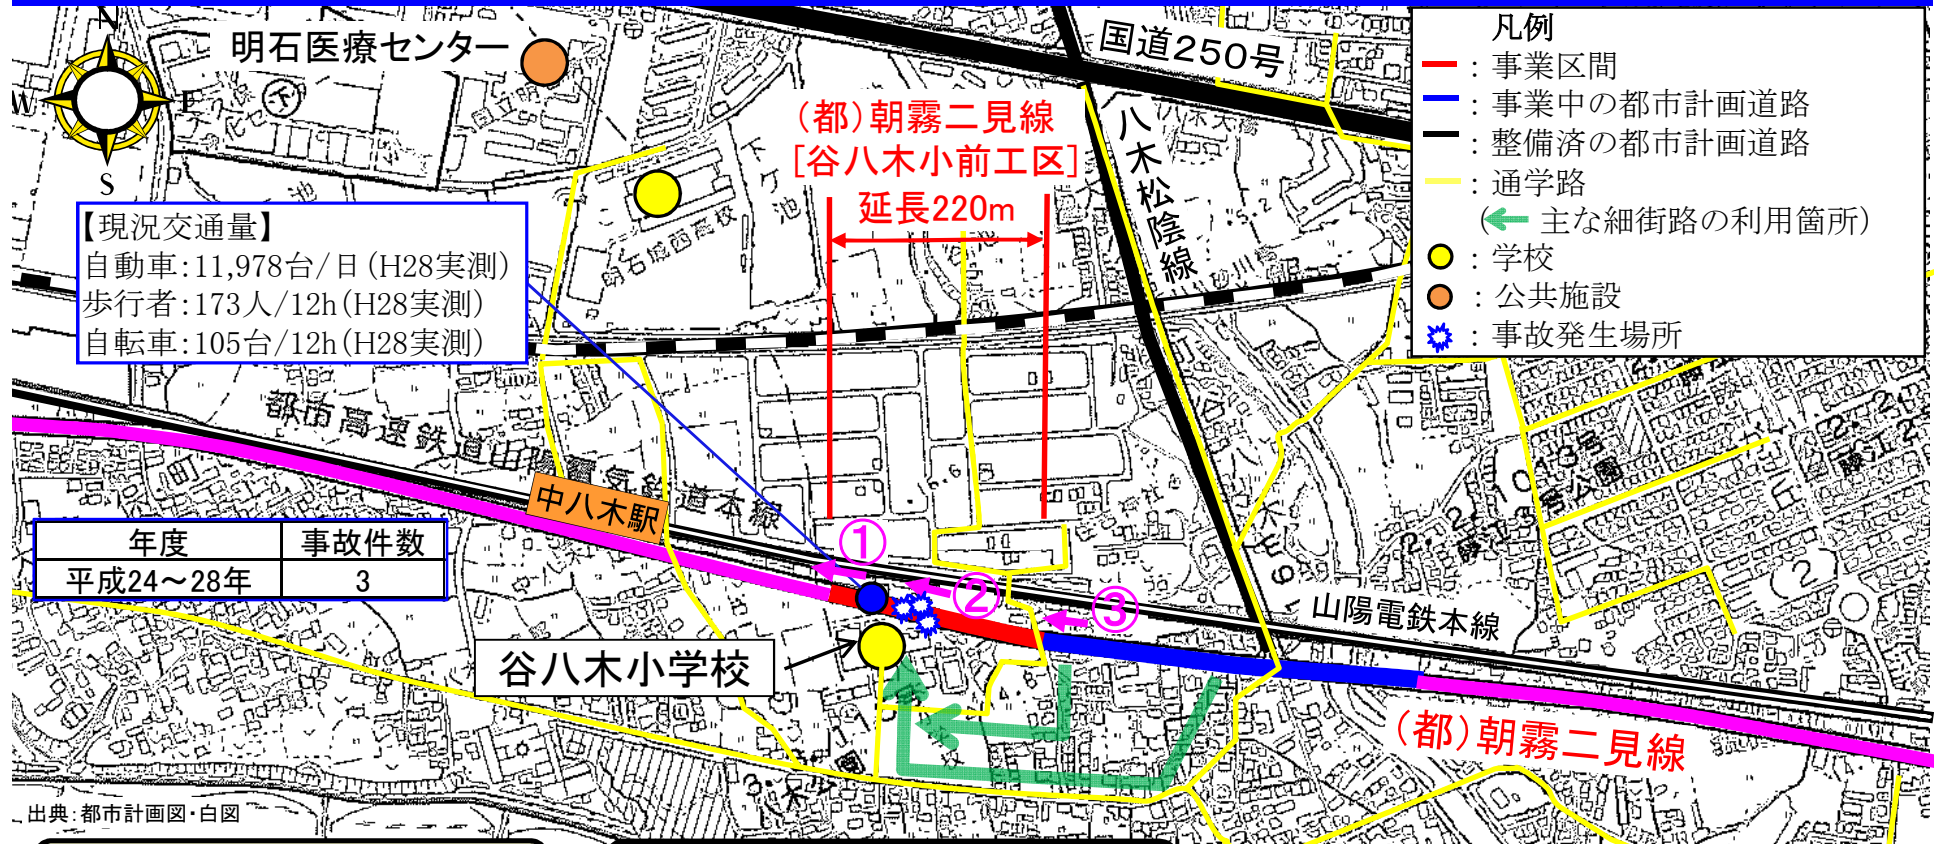 N
W
E
S
明石医療センター
国道250号
(都)朝霧二見線
[谷八木小前工区]
延長220m
八木松陰線
凡例
：事業区間
：事業中の都市計画道路
：整備済の都市計画道路
：通学路
(← 主な細街路の利用箇所)
：学校
：公共施設
：事故発生場所
【現況交通量】
自動車:11,978台/日(H28実測)
歩行者:173人/12h(H28実測)
自転車:105台/12h(H28実測)
明石城西高校
都市高速鉄道山陽電気鉄道本線
中八木駅
年度 事故件数
平成24～28年 3
①
②
③
山陽電鉄本線
谷八木小学校
(都)朝霧二見線
出典:都市計画図・白図